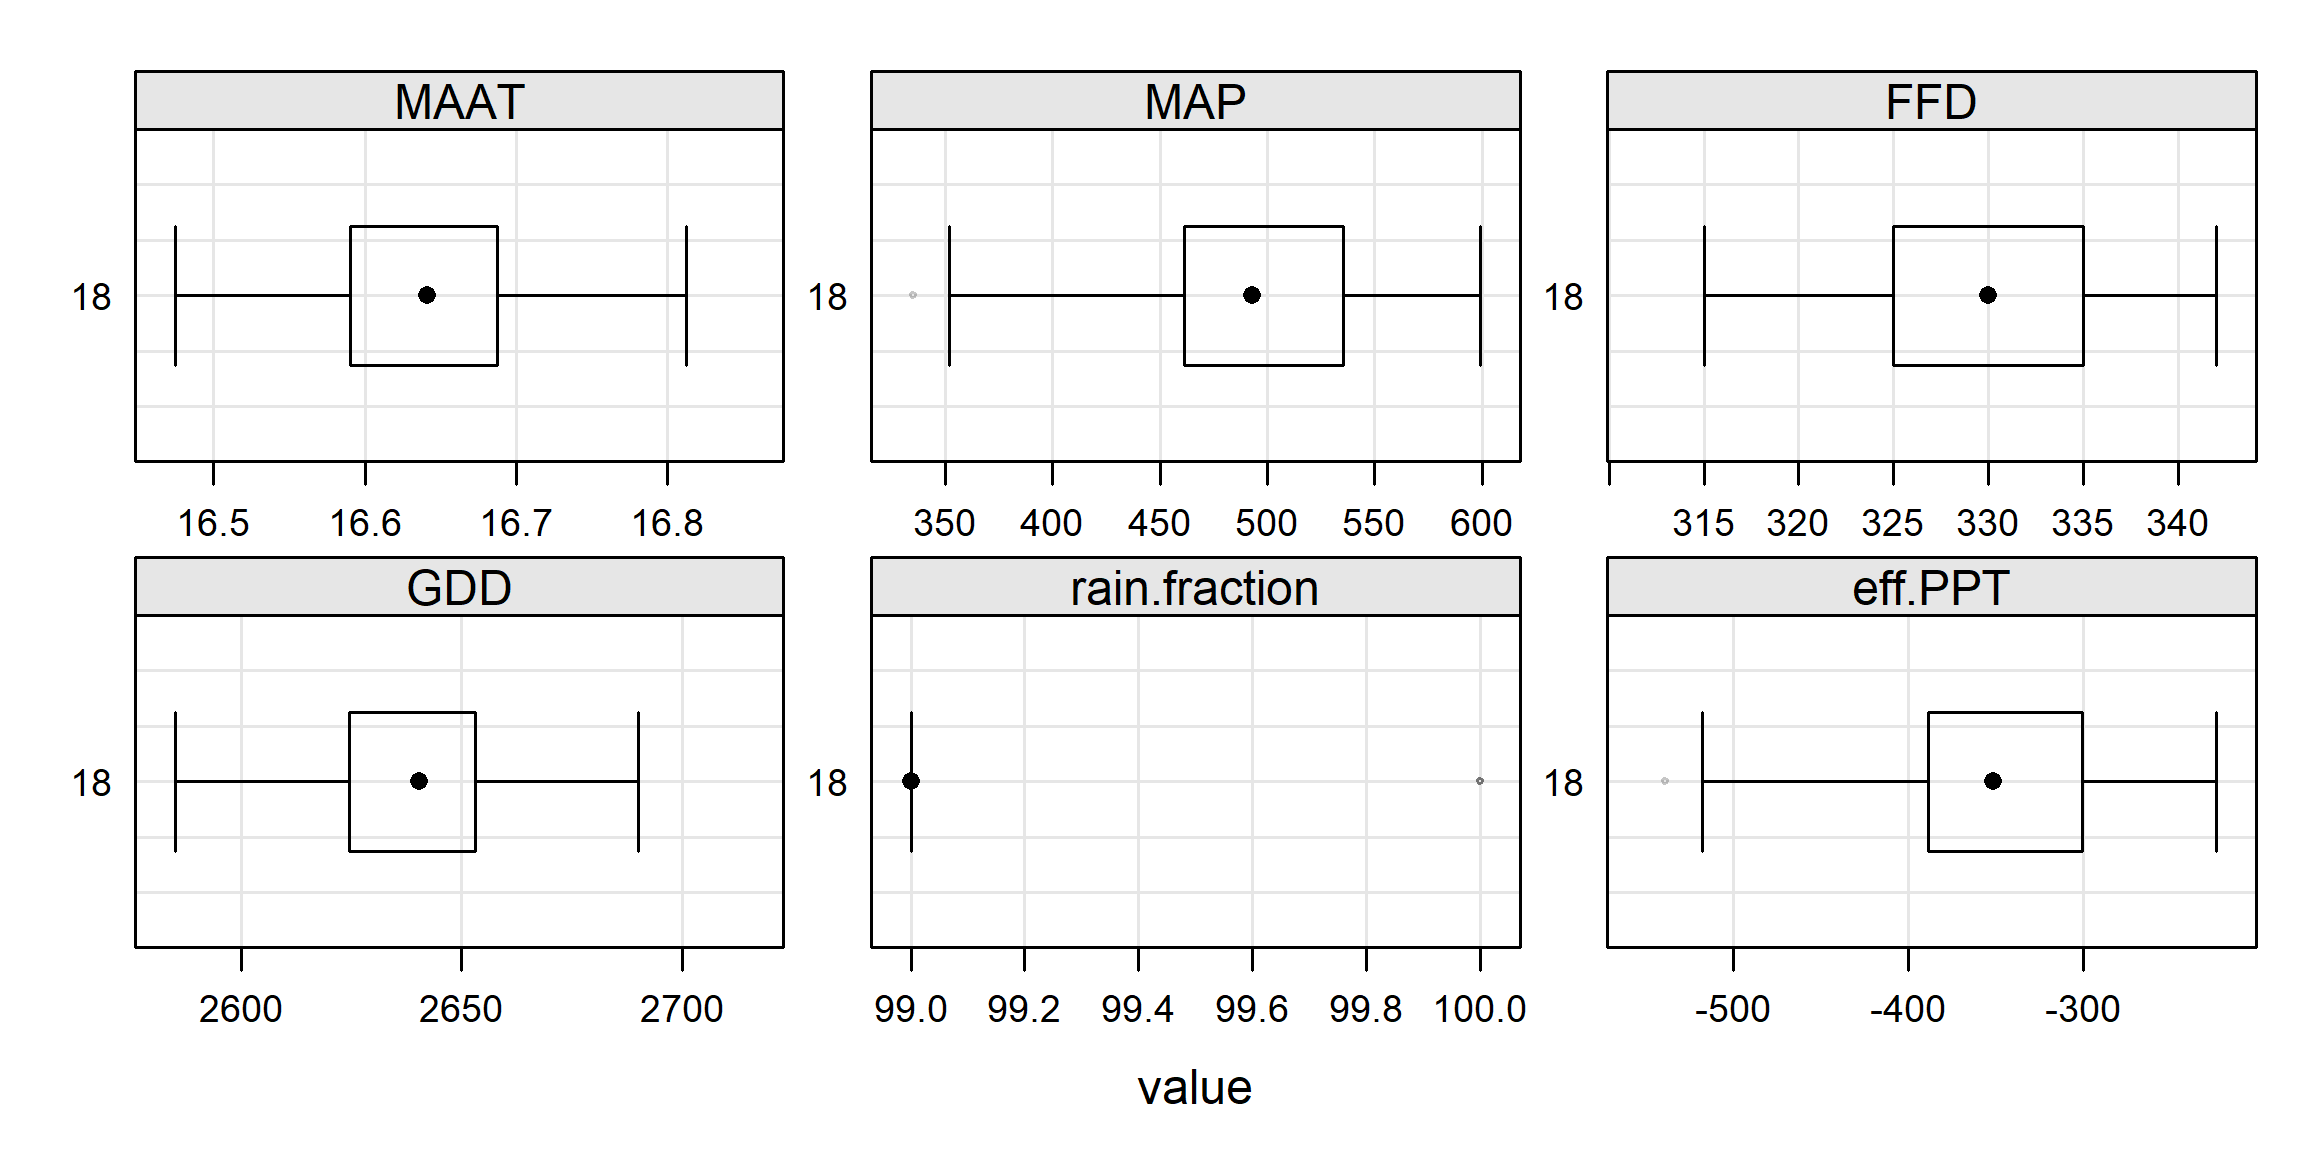 MAAT MAP FFD
18 18 18
16.5 16.6 16.7 16.8 350 400 450 500 550 600 315 320 325 330 335 340
GDD rain.fraction eff.PPT
18 18 18
2600 2650 2700 99.0 99.2 99.4 99.6 99.8 100.0 -500 -400 -300
value